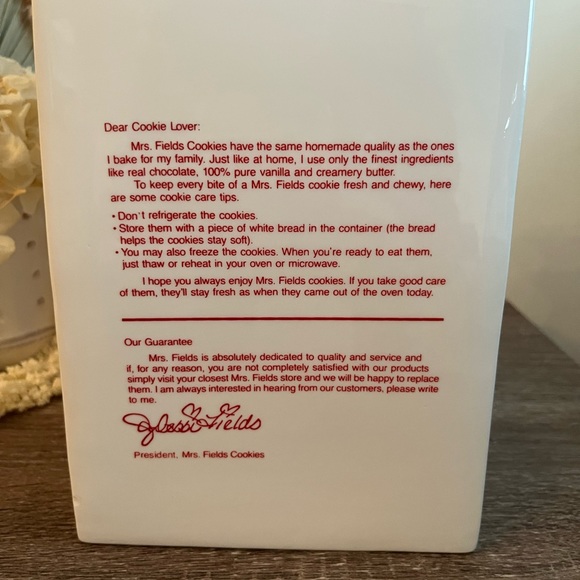 Dear Cookie Lover:
Mrs. Fields Cookies have the same homemade quality as the ones
I bake for my family. Just like at home, I use only the finest ingredients
like real chocolate, 100% pure vanilla and creamery butter.
To keep every bite of a Mrs. Fields cookie fresh and chewy, here
are some cookie care tips.
• Don't refrigerate the cookies.
• Store them with a piece of white bread in the container (the bread
helps the cookies stay soft).
• You may also freeze the cookies. When you're ready to eat them,
just thaw or reheat in your oven or microwave.
I hope you always enjoy Mrs. Fields cookies. If you take good care
of them, they'll stay fresh as when they came out of the oven today.
Our Guarantee
Mrs. Fields is absolutely dedicated to quality and service and
if, for any reason, you are not completely satisfied with our products
simply visit your closest Mrs. Fields store and we will be happy to replace
them. I am always interested in hearing from our customers, please write
to me.
Debbi Fields
President, Mrs. Fields Cookies